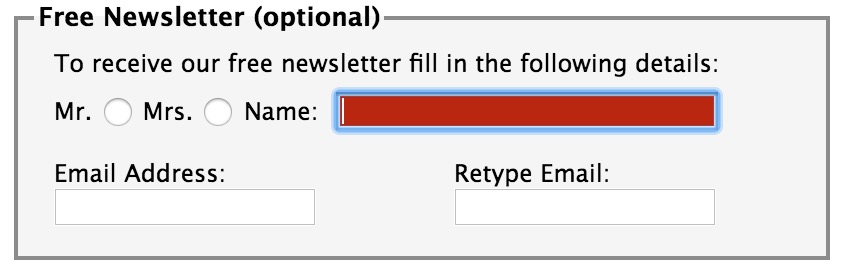 Free Newsletter (optional)
To receive our free newsletter fill in the following details:
Mr. Mrs. Name:
Email Address: Retype Email: